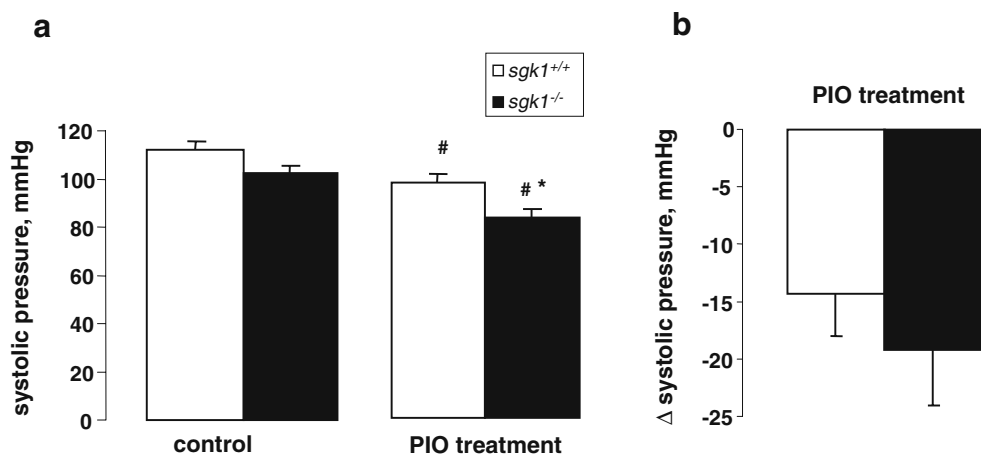 a
sgk1+/+
sgk1-/-
systolic pressure, mmHg
120
100
80
60
40
20
0
#
# *
control
PIO treatment
b
PIO treatment
Δ systolic pressure, mmHg
0
-5
-10
-15
-20
-25